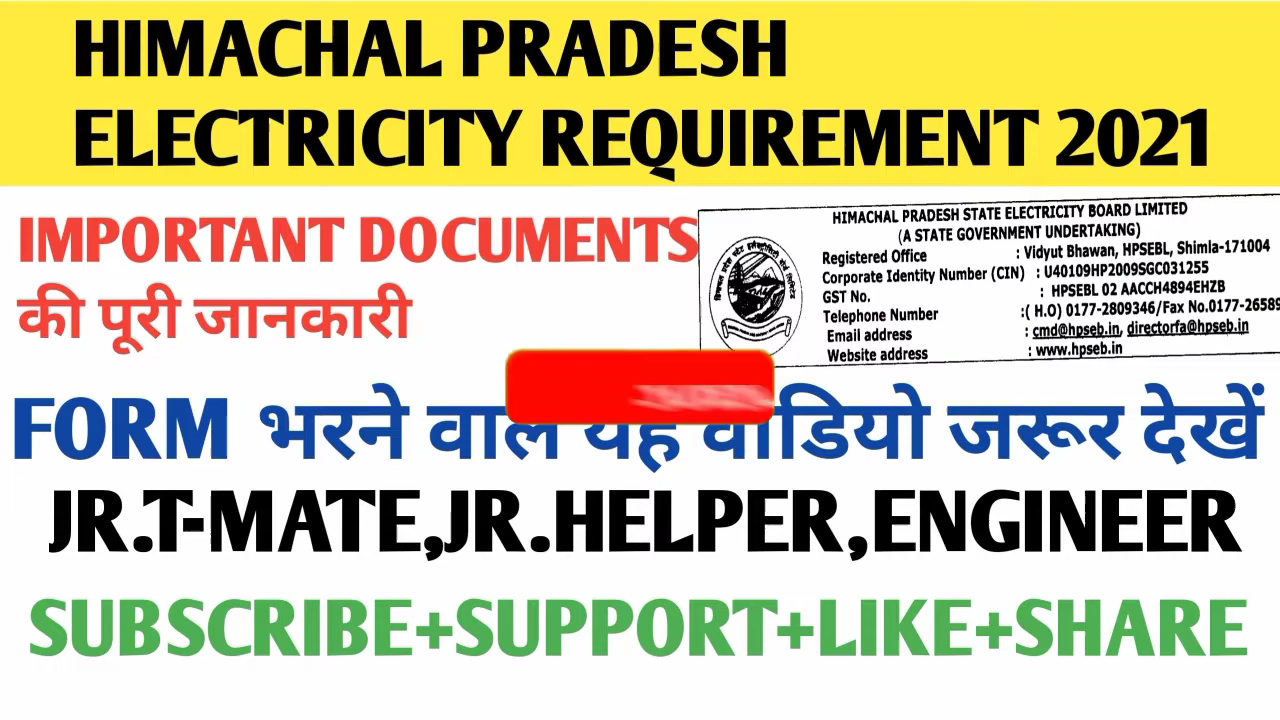 HIMACHAL PRADESH
ELECTRICITY REQUIREMENT 2021
IMPORTANT DOCUMENTS
की पूरी जानकारी
HIMACHAL PRADESH STATE ELECTRICITY BOARD LIMITED
(A STATE GOVERNMENT UNDERTAKING)
Registered Office : Vidyut Bhawan, HPSEBL, Shimla-171004
Corporate Identity Number (CIN) : U40109HP2009SGC031255
GST No. : HPSEBL 02 AACCH4894EHZB
Telephone Number :( H.O) 0177-2809346/Fax No.0177-26589
Email address : cmd@hpseb.in, directorfa@hpseb.in
Website address : www.hpseb.in
FORM भरने यह जरूर देखें
JR.T-MATE,JR.HELPER,ENGINEER
SUBSCRIBE+SUPPORT+LIKE+SHARE